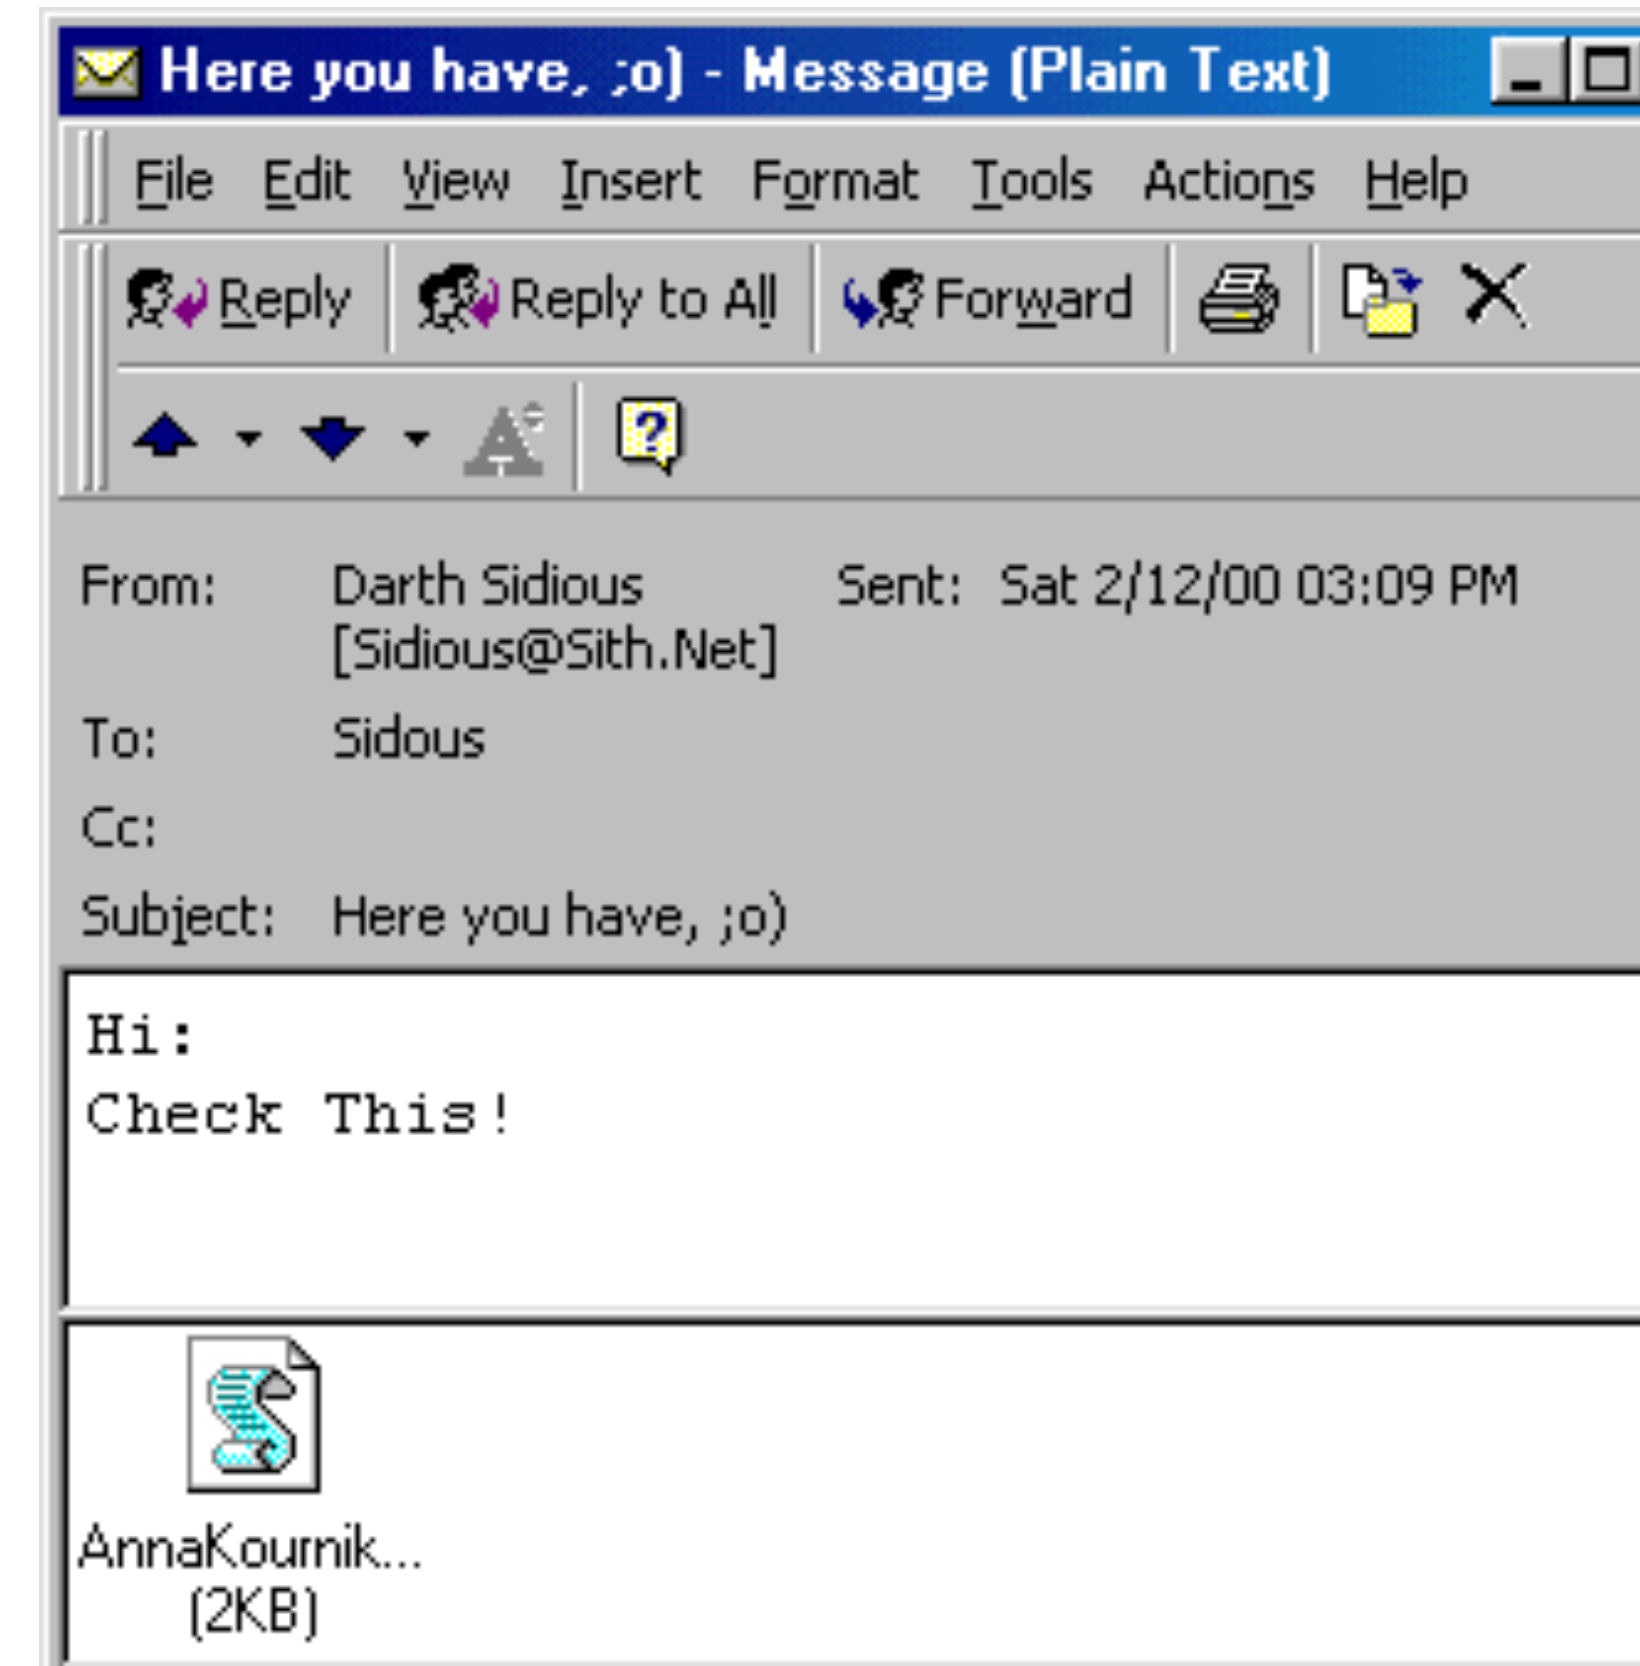 Here you have, ;o) - Message (Plain Text)
File Edit View Insert Format Tools Actions Help
Reply Reply to All Forward
From: Darth Sidious Sent: Sat 2/12/00 03:09 PM
[Sidious@Sith.Net]
To: Sidous
Cc:
Subject: Here you have, ;o)
Hi:
Check This!
AnnaKournik...
(2KB)